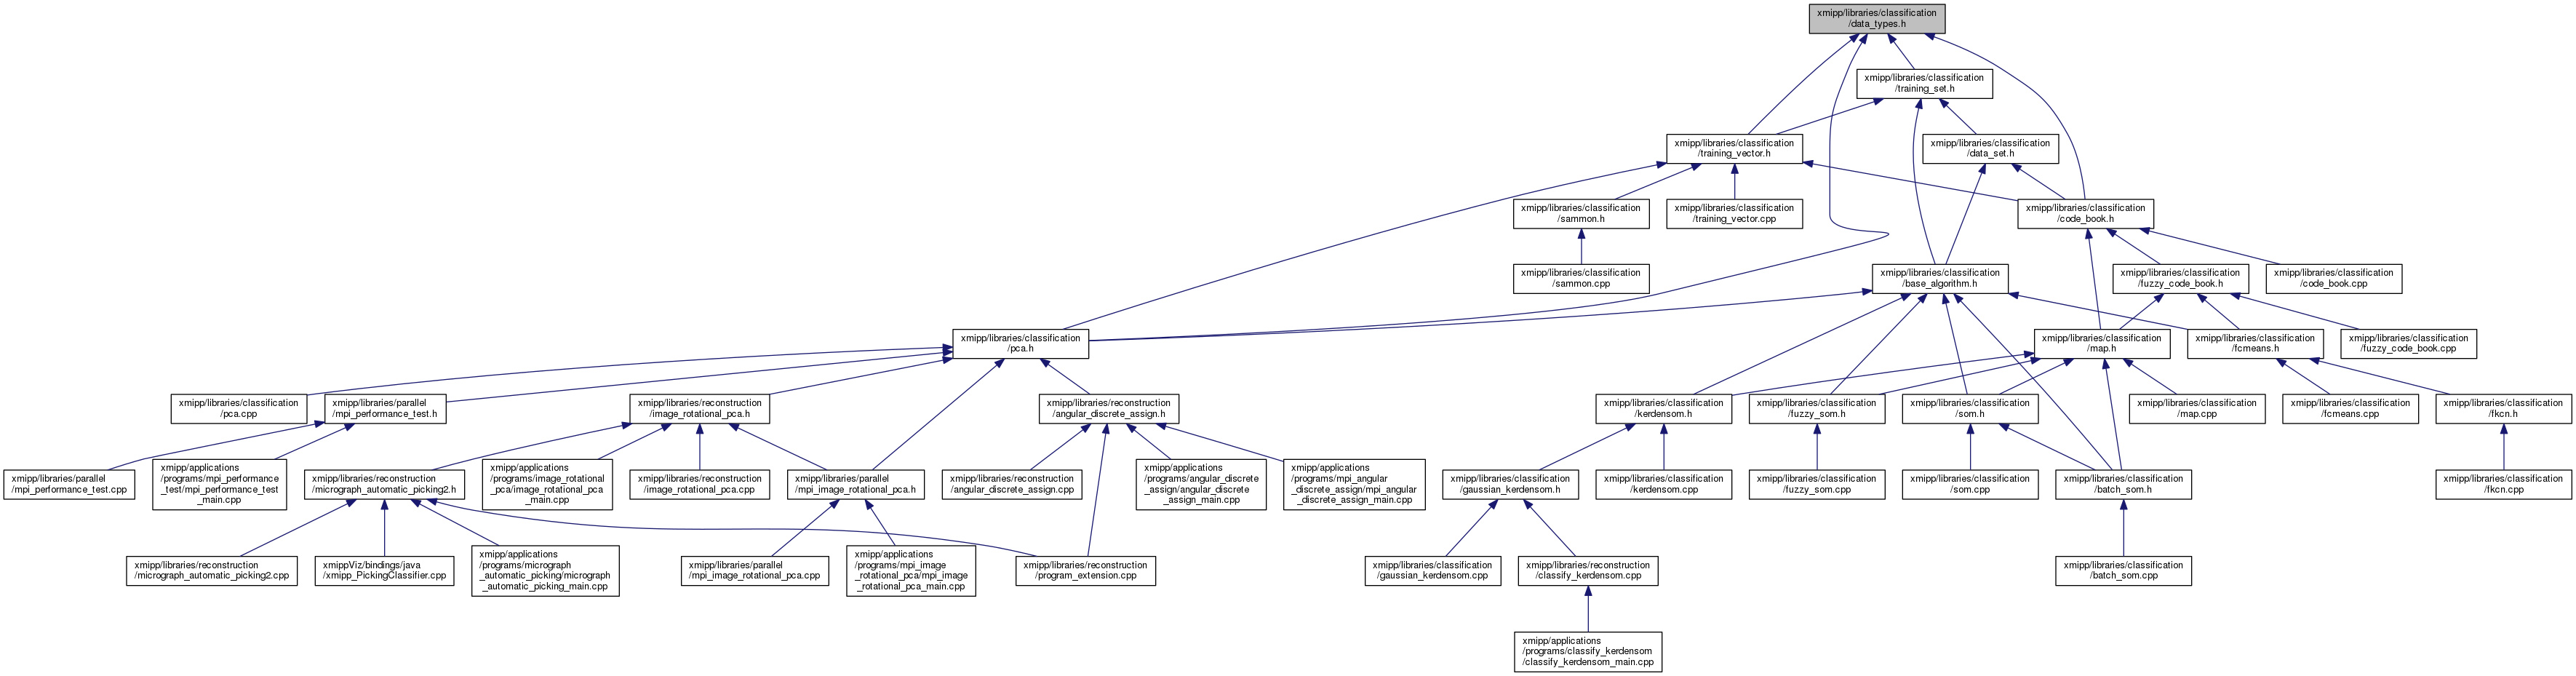 xmipp/libraries/classification
/data_types.h
xmipp/libraries/classification
/training_set.h
xmipp/libraries/classification
/training_vector.h
xmipp/libraries/classification
/data_set.h
xmipp/libraries/classification
/sammon.h
xmipp/libraries/classification
/training_vector.cpp
xmipp/libraries/classification
/code_book.h
xmipp/libraries/classification
/sammon.cpp
xmipp/libraries/classification
/base_algorithm.h
xmipp/libraries/classification
/fuzzy_code_book.h
xmipp/libraries/classification
/code_book.cpp
xmipp/libraries/classification
/pca.h
xmipp/libraries/classification
/map.h
xmipp/libraries/classification
/fcmeans.h
xmipp/libraries/classification
/fuzzy_code_book.cpp
xmipp/libraries/classification
/pca.cpp
xmipp/libraries/parallel
/mpi_performance_test.h
xmipp/libraries/reconstruction
/image_rotational_pca.h
xmipp/libraries/reconstruction
/angular_discrete_assign.h
xmipp/libraries/classification
/kerdensom.h
xmipp/libraries/classification
/fuzzy_som.h
xmipp/libraries/classification
/som.h
xmipp/libraries/classification
/map.cpp
xmipp/libraries/classification
/fcmeans.cpp
xmipp/libraries/classification
/fkcn.h
xmipp/libraries/parallel
/mpi_performance_test.cpp
xmipp/applications
/programs/mpi_performance
_test/mpi_performance_test
_main.cpp
xmipp/libraries/reconstruction
/micrograph_automatic_picking2.h
xmipp/applications
/programs/image_rotational
_pca/image_rotational_pca
_main.cpp
xmipp/libraries/reconstruction
/image_rotational_pca.cpp
xmipp/libraries/parallel
/mpi_image_rotational_pca.h
xmipp/libraries/reconstruction
/angular_discrete_assign.cpp
xmipp/applications
/programs/angular_discrete
_assign/angular_discrete
_assign_main.cpp
xmipp/applications
/programs/mpi_angular
_discrete_assign/mpi_angular
_discrete_assign_main.cpp
xmipp/libraries/classification
/gaussian_kerdensom.h
xmipp/libraries/classification
/kerdensom.cpp
xmipp/libraries/classification
/fuzzy_som.cpp
xmipp/libraries/classification
/som.cpp
xmipp/libraries/classification
/batch_som.h
xmipp/libraries/classification
/fkcn.cpp
xmipp/libraries/reconstruction
/micrograph_automatic_picking2.cpp
xmippViz/bindings/java
/xmipp_PickingClassifier.cpp
xmipp/applications
/programs/micrograph
_automatic_picking/micrograph
_automatic_picking_main.cpp
xmipp/libraries/parallel
/mpi_image_rotational_pca.cpp
xmipp/applications
/programs/mpi_image
_rotational_pca/mpi_image
_rotational_pca_main.cpp
xmipp/libraries/reconstruction
/program_extension.cpp
xmipp/libraries/classification
/gaussian_kerdensom.cpp
xmipp/libraries/reconstruction
/classify_kerdensom.cpp
xmipp/libraries/classification
/batch_som.cpp
xmipp/applications
/programs/classify_kerdensom
/classify_kerdensom_main.cpp